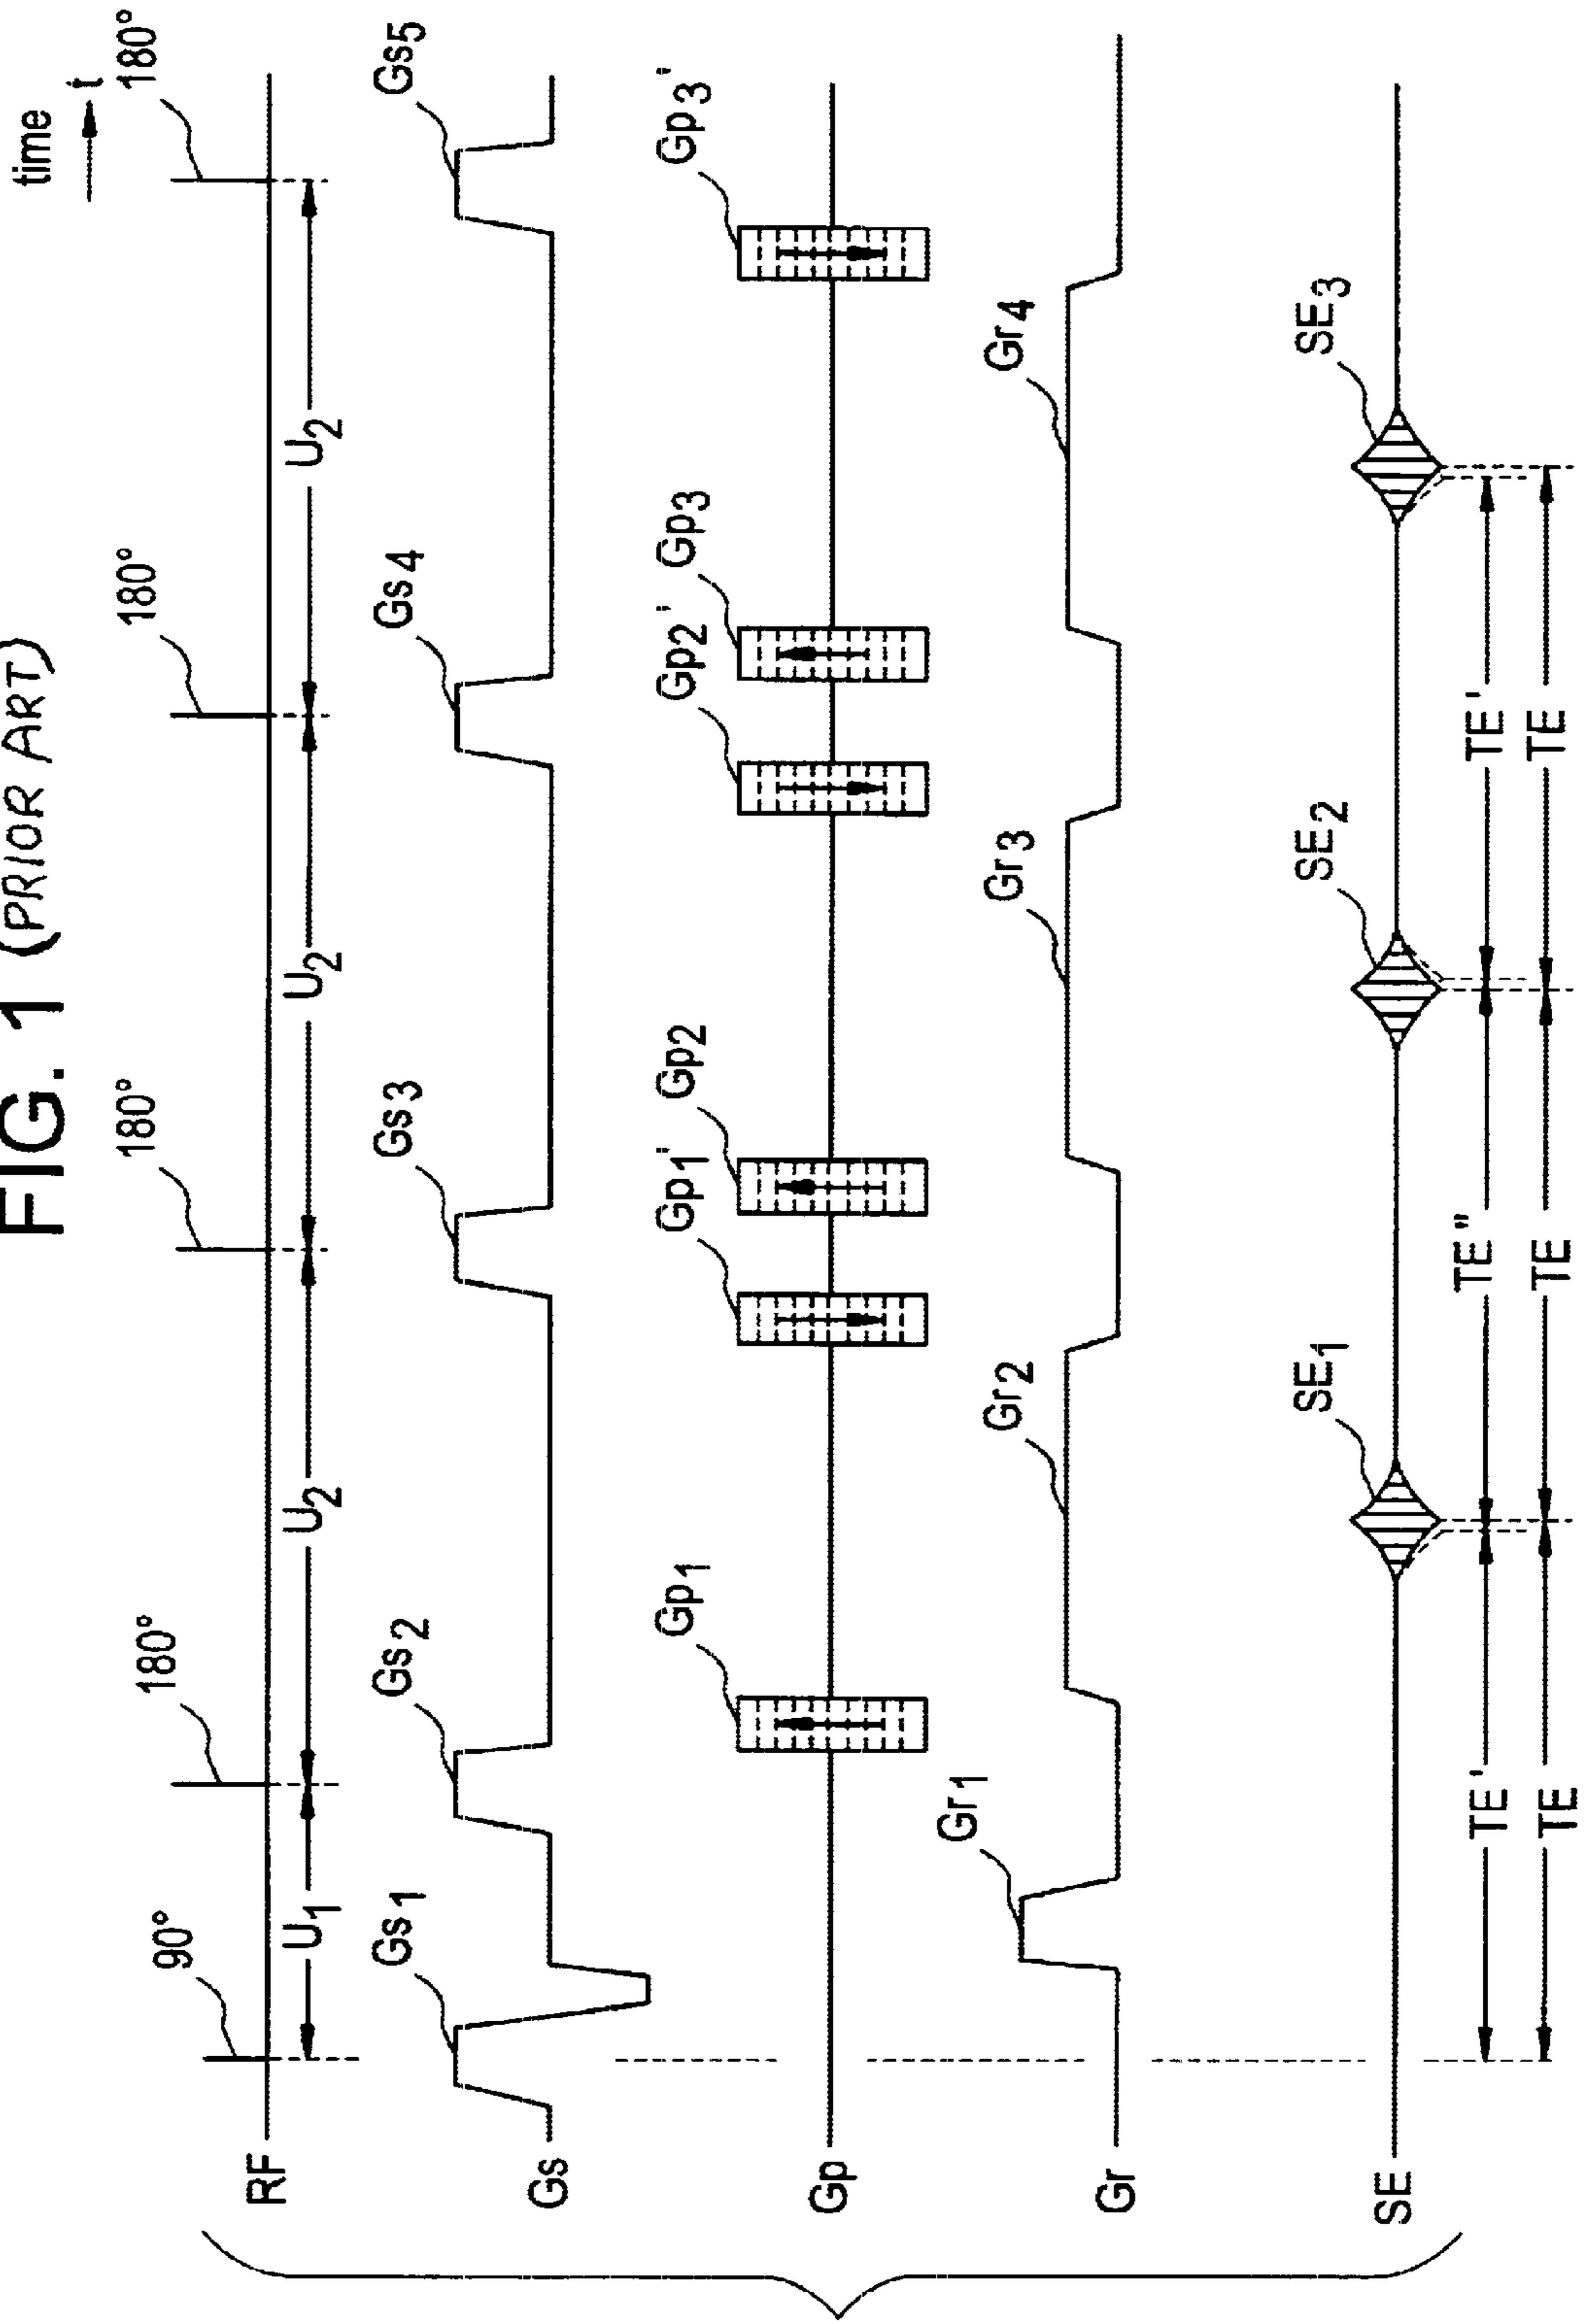 FIG. 1 (PRIOR ART)
time
t
90° 180° 180° 180° 180°
RF
U1 U2 U2 U2
Gs1 Gs2 Gs3 Gs4 Gs5
Gs
Gp1 Gp1' Gp2 Gp2' Gp3 Gp3'
Gp
Gr1 Gr2 Gr3 Gr4
Gr
SE1 SE2 SE3
SE
TE' TE" TE'
TE TE TE